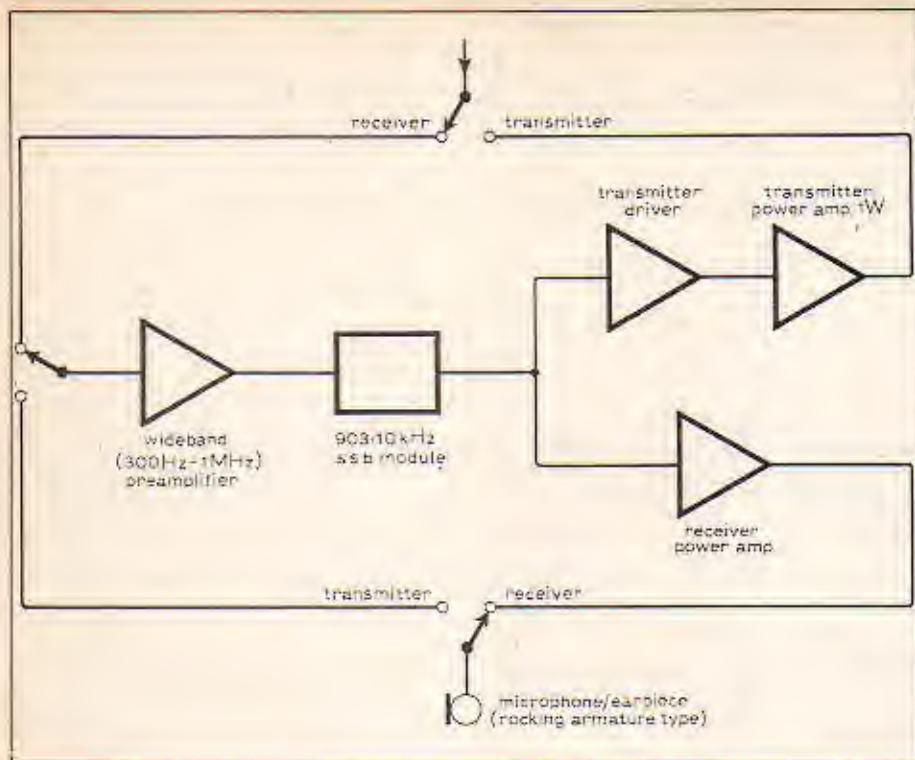 receiver
transmitter
transmitter
driver
transmitter
power amp 1W
wideband
(300Hz-1MHz)
preamplifier
903·10kHz
s.s.b module
receiver
power amp
transmitter
receiver
microphone/earpiece
(rocking armature type)